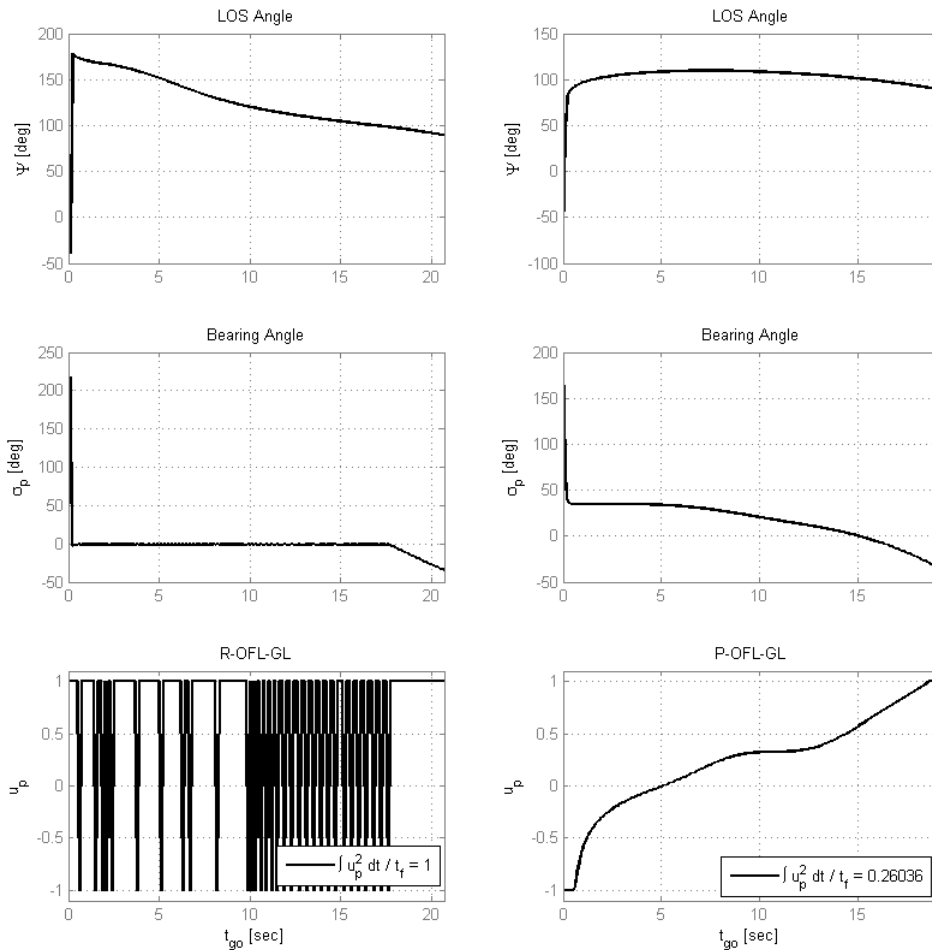 LOS Angle
200
150
100
50
0
-50
Ψ [deg]
0 5 10 15 20
LOS Angle
150
100
50
0
-50
-100
Ψ [deg]
0 5 10 15
Bearing Angle
250
200
150
100
50
0
-50
σp [deg]
0 5 10 15 20
Bearing Angle
200
150
100
50
0
-50
σp [deg]
0 5 10 15
R-OFL-GL
1
0.5
0
-0.5
-1
up
∫ up² dt / tf = 1
0 5 10 15 20
tgo [sec]
P-OFL-GL
1
0.5
0
-0.5
-1
up
∫ up² dt / tf = 0.26036
0 5 10 15
tgo [sec]